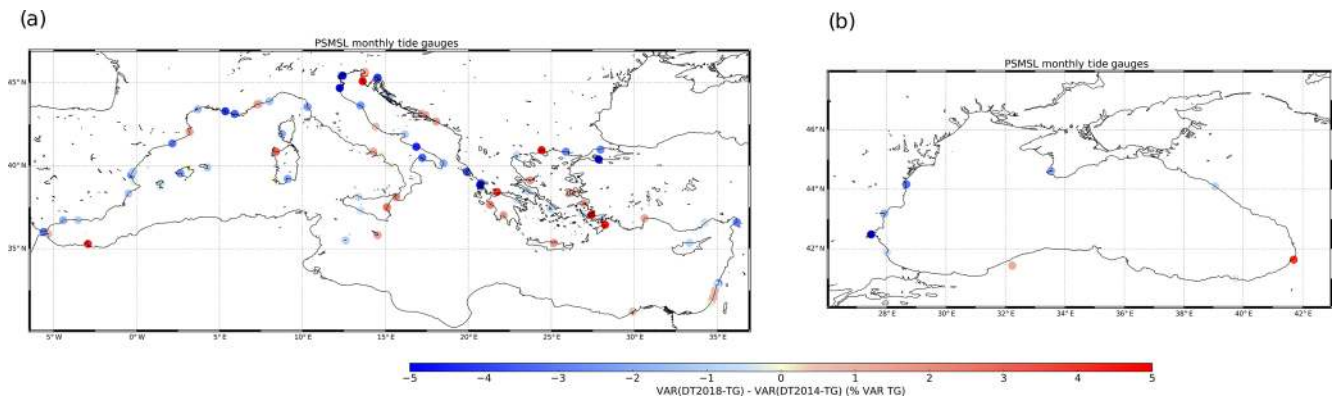 (a)
PSMSL monthly tide gauges
45°N
40°N
35°N
5°W 0°E 5°E 10°E 15°E 20°E 25°E 30°E 35°E
(b)
PSMSL monthly tide gauges
46°N
44°N
42°N
28°E 30°E 32°E 34°E 36°E 38°E 40°E 42°E
−5 −4 −3 −2 −1 0 1 2 3 4 5
VAR(DT2018-TG) - VAR(DT2014-TG) (% VAR TG)